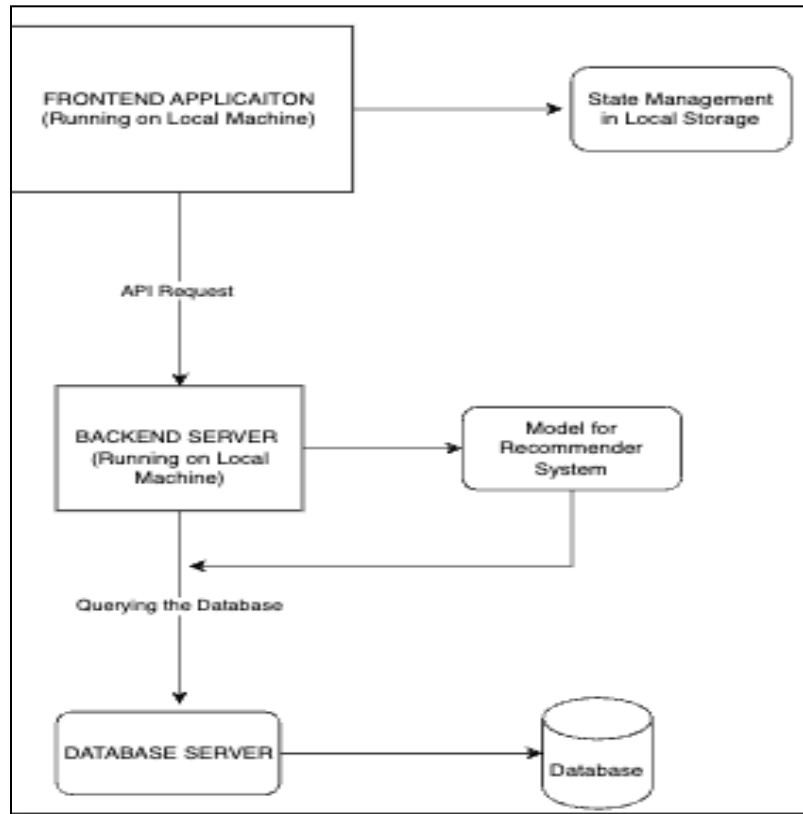 FRONTEND APPLICAITON
(Running on Local Machine)
State Management
in Local Storage
API Request
BACKEND SERVER
(Running on Local
Machine)
Model for
Recommender
System
Querying the Database
DATABASE SERVER
Database